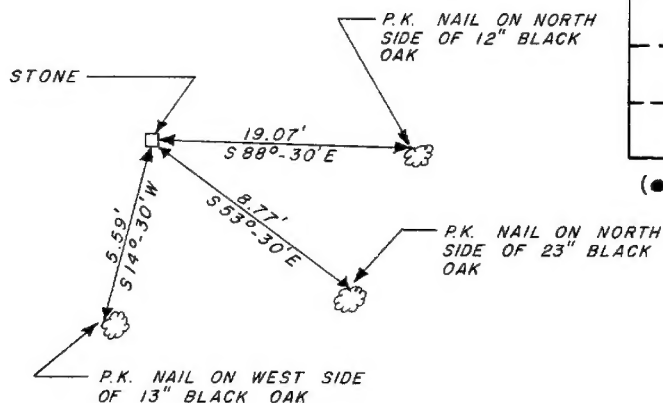 P.K. NAIL ON NORTH
SIDE OF 12" BLACK
OAK
STONE
19.07'
S 88°-30' E
8.77'
S 53°-30' E
5.59'
S 14°-30' W
P.K. NAIL ON NORTH
SIDE OF 23" BLACK
OAK
P.K. NAIL ON WEST SIDE
OF 13" BLACK OAK